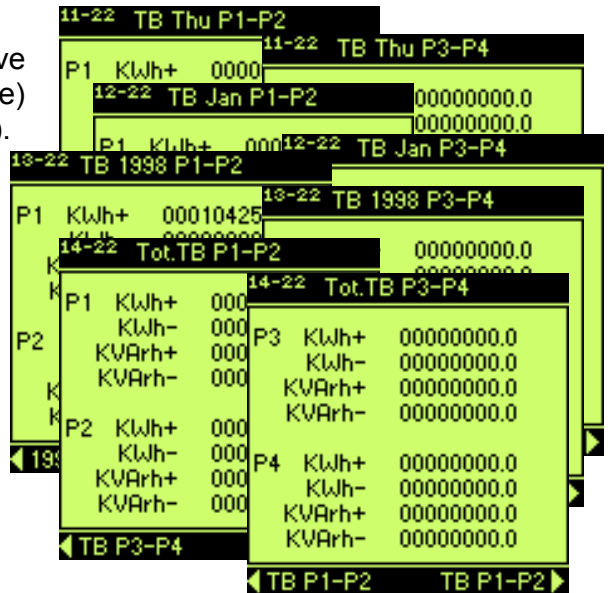 11-22 TB Thu P1-P2
11-22 TB Thu P3-P4
P1 KWh+ 0000
00000000.0
00000000.0
12-22 TB Jan P1-P2
P1 KWh+ 000
12-22 TB Jan P3-P4
13-22 TB 1998 P1-P2
P1 KWh+ 00010425
P2
13-22 TB 1998 P3-P4
00000000.0
14-22 Tot.TB P1-P2
P1 KWh+ 000
KWh- 000
KVArh+ 000
KVArh- 000
P2 KWh+ 000
KWh- 000
KVArh+ 000
KVArh- 000
◀ TB P3-P4
14-22 Tot.TB P3-P4
P3 KWh+ 00000000.0
KWh- 00000000.0
KVArh+ 00000000.0
KVArh- 00000000.0
P4 KWh+ 00000000.0
KWh- 00000000.0
KVArh+ 00000000.0
KVArh- 00000000.0
◀ TB P1-P2 TB P1-P2 ▶